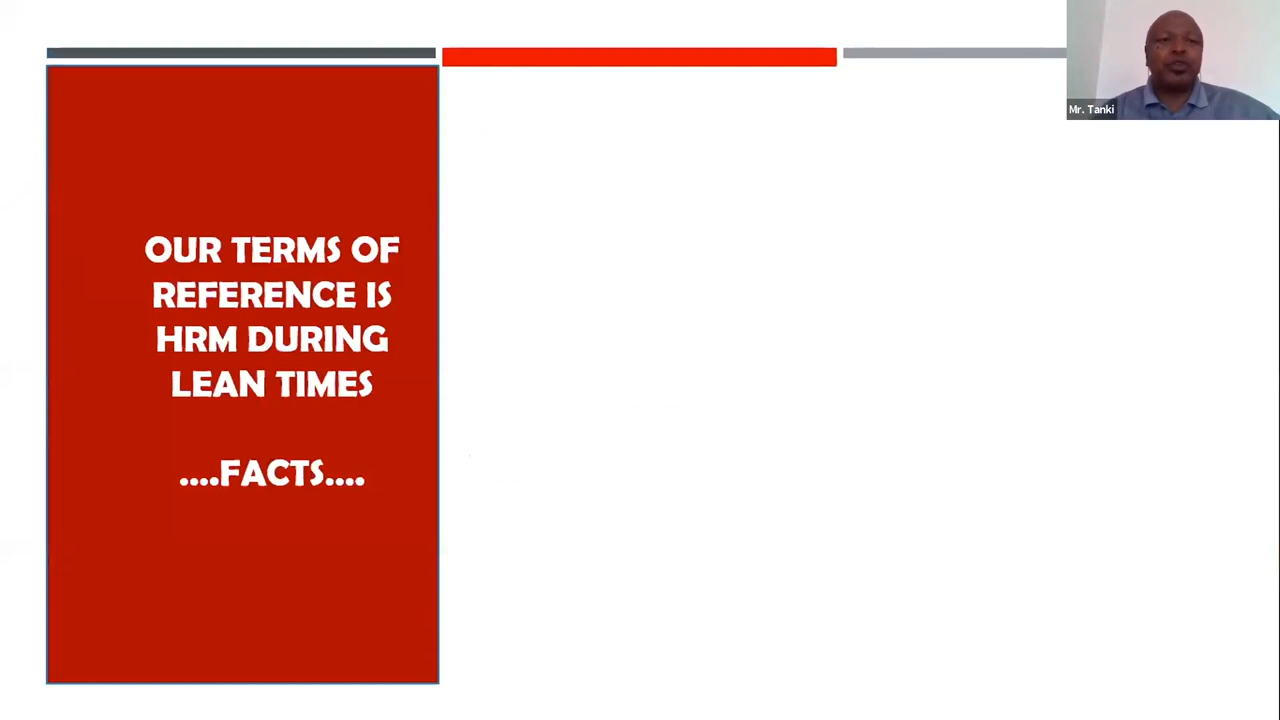 Mr. Tanki
OUR TERMS OF
REFERENCE IS
HRM DURING
LEAN TIMES
....FACTS....